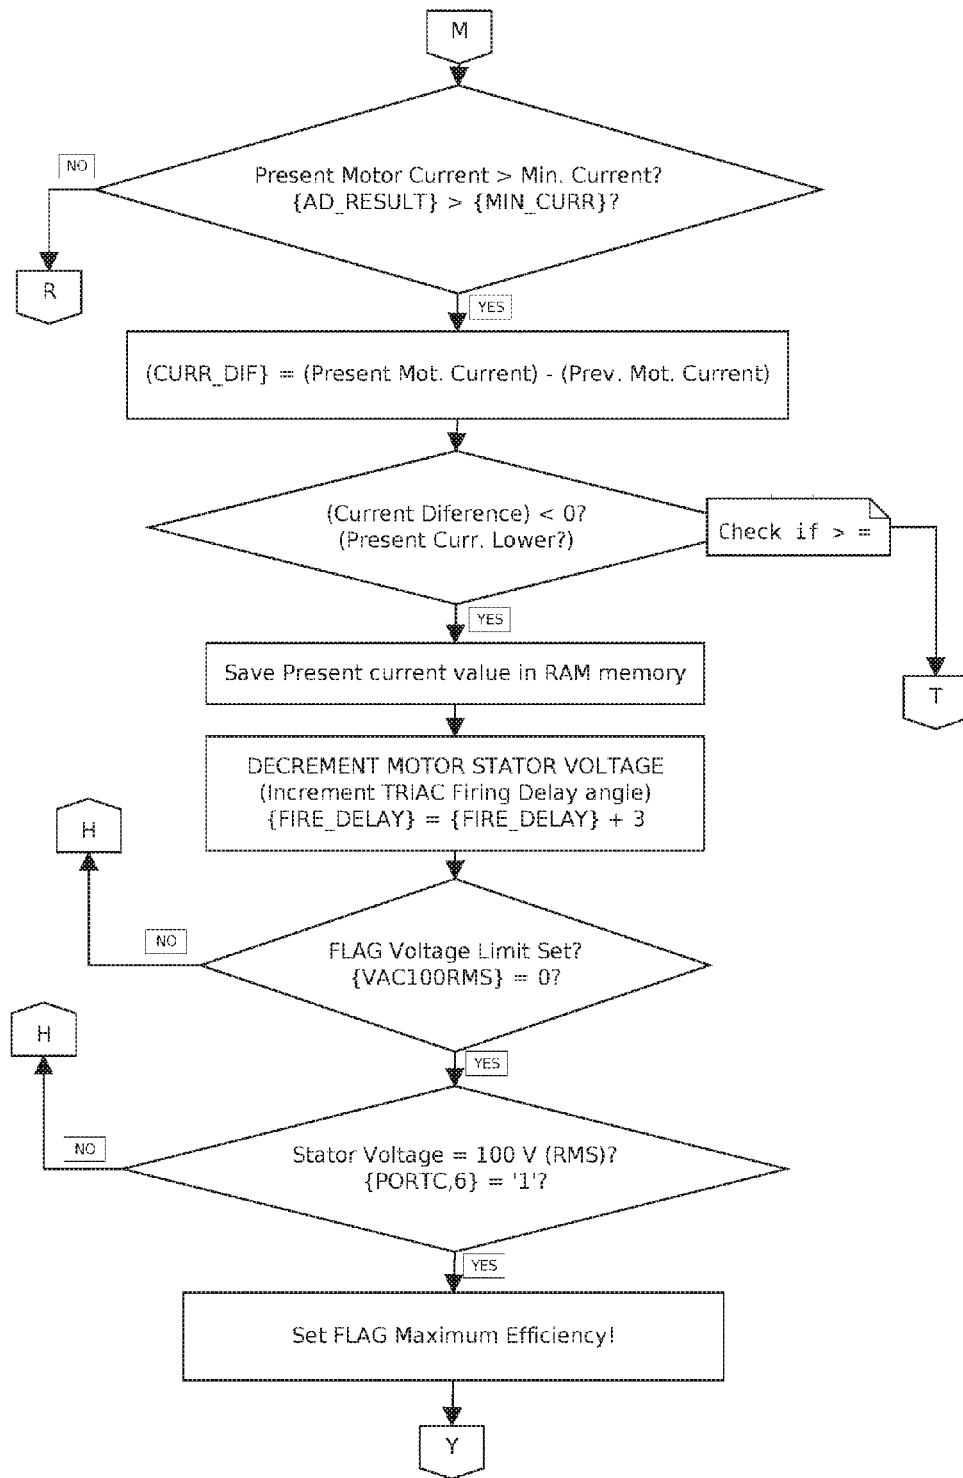 M
Present Motor Current > Min. Current?
{AD_RESULT} > {MIN_CURR}?
NO
R
YES
(CURR_DIF} = (Present Mot. Current) - (Prev. Mot. Current)
(Current Diference) < 0?
(Present Curr. Lower?)
Check if > =
YES
T
Save Present current value in RAM memory
DECREMENT MOTOR STATOR VOLTAGE
(Increment TRIAC Firing Delay angle)
{FIRE_DELAY} = {FIRE_DELAY} + 3
H
NO
FLAG Voltage Limit Set?
{VAC100RMS} = 0?
H
YES
NO
Stator Voltage = 100 V (RMS)?
{PORTC,6} = '1'?
YES
Set FLAG Maximum Efficiency!
Y